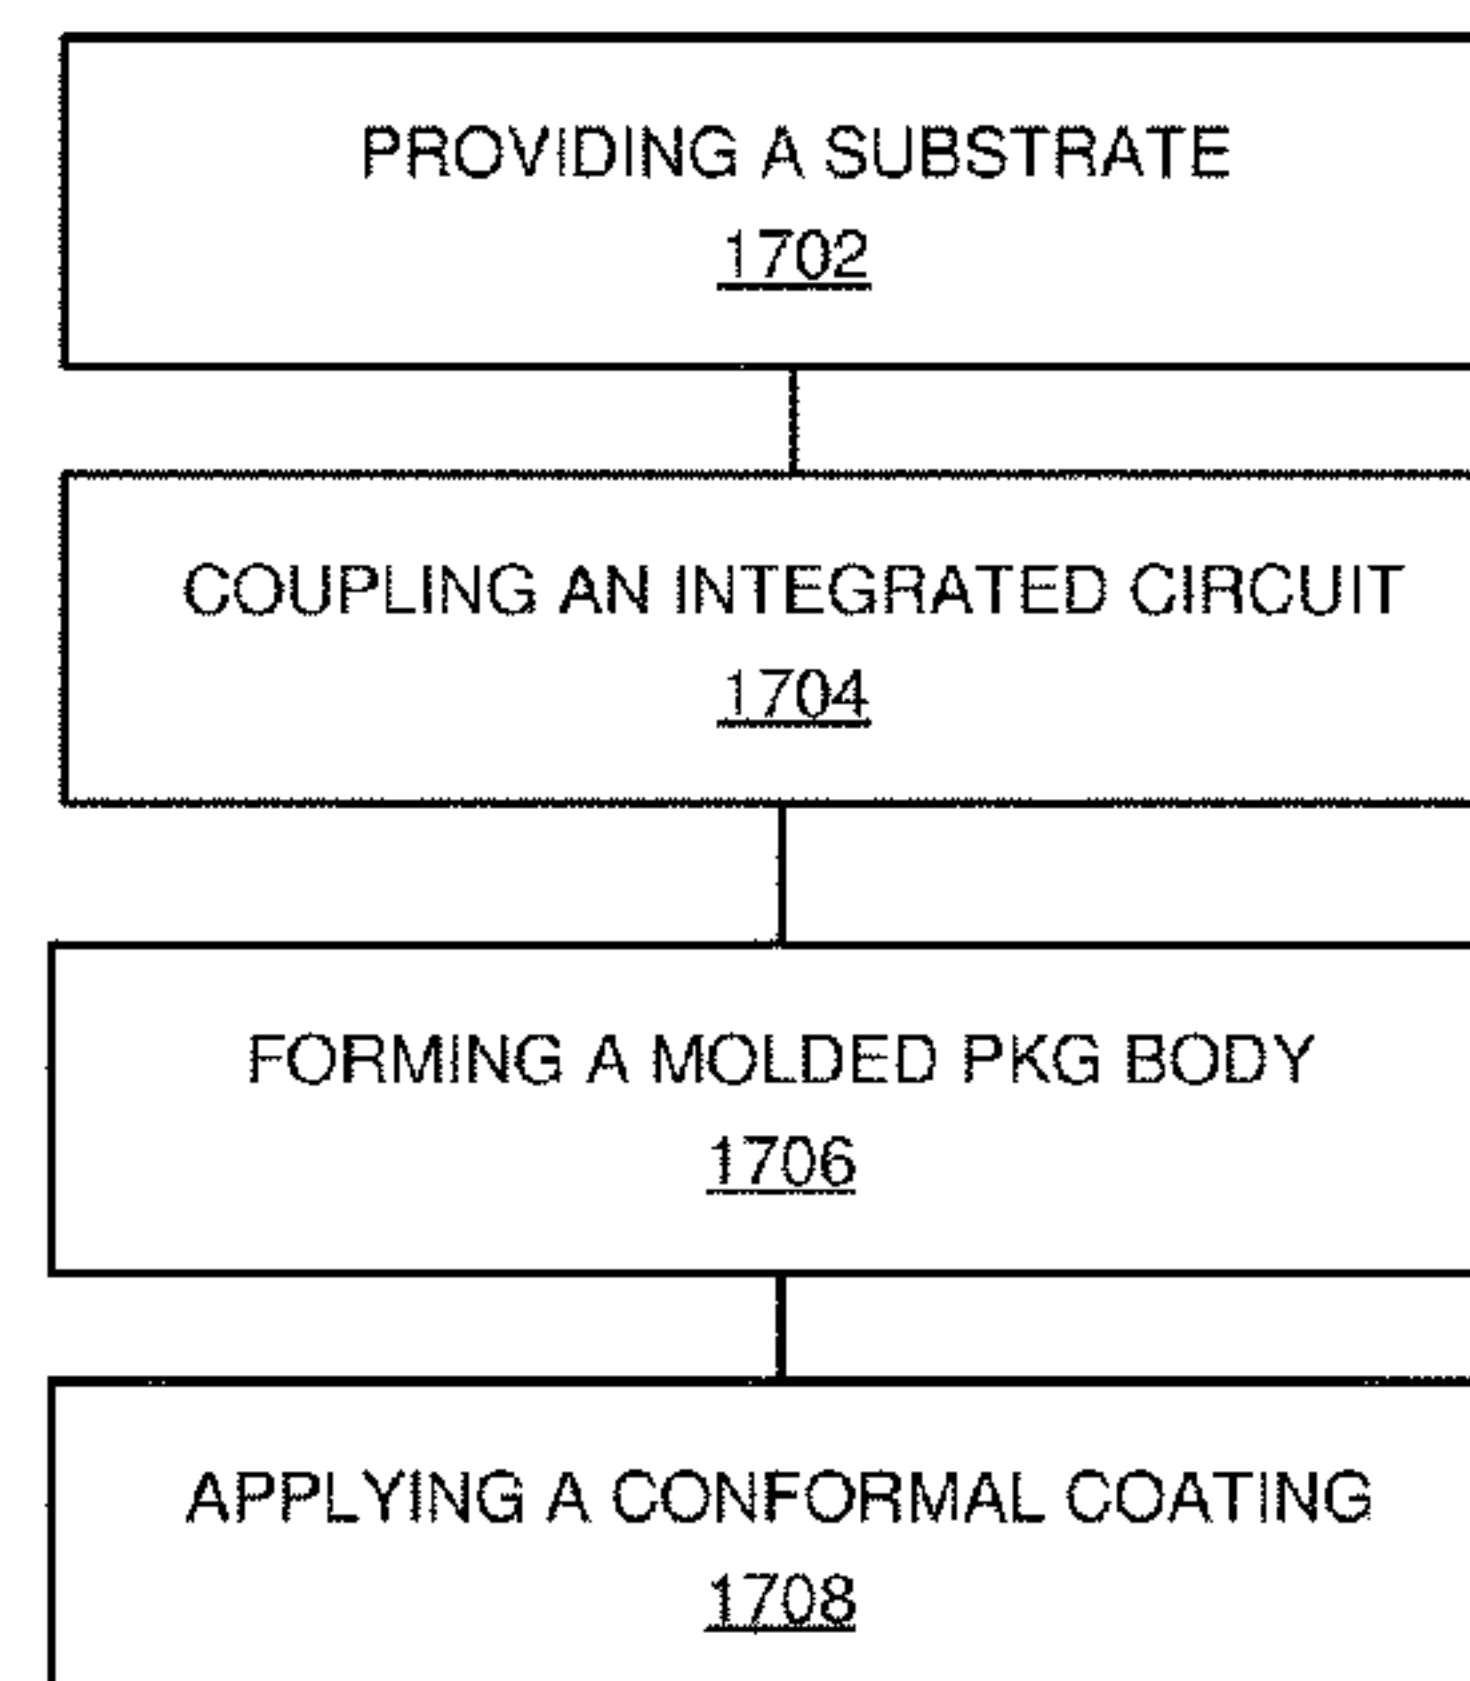 PROVIDING A SUBSTRATE
1702
COUPLING AN INTEGRATED CIRCUIT
1704
FORMING A MOLDED PKG BODY
1706
APPLYING A CONFORMAL COATING
1708